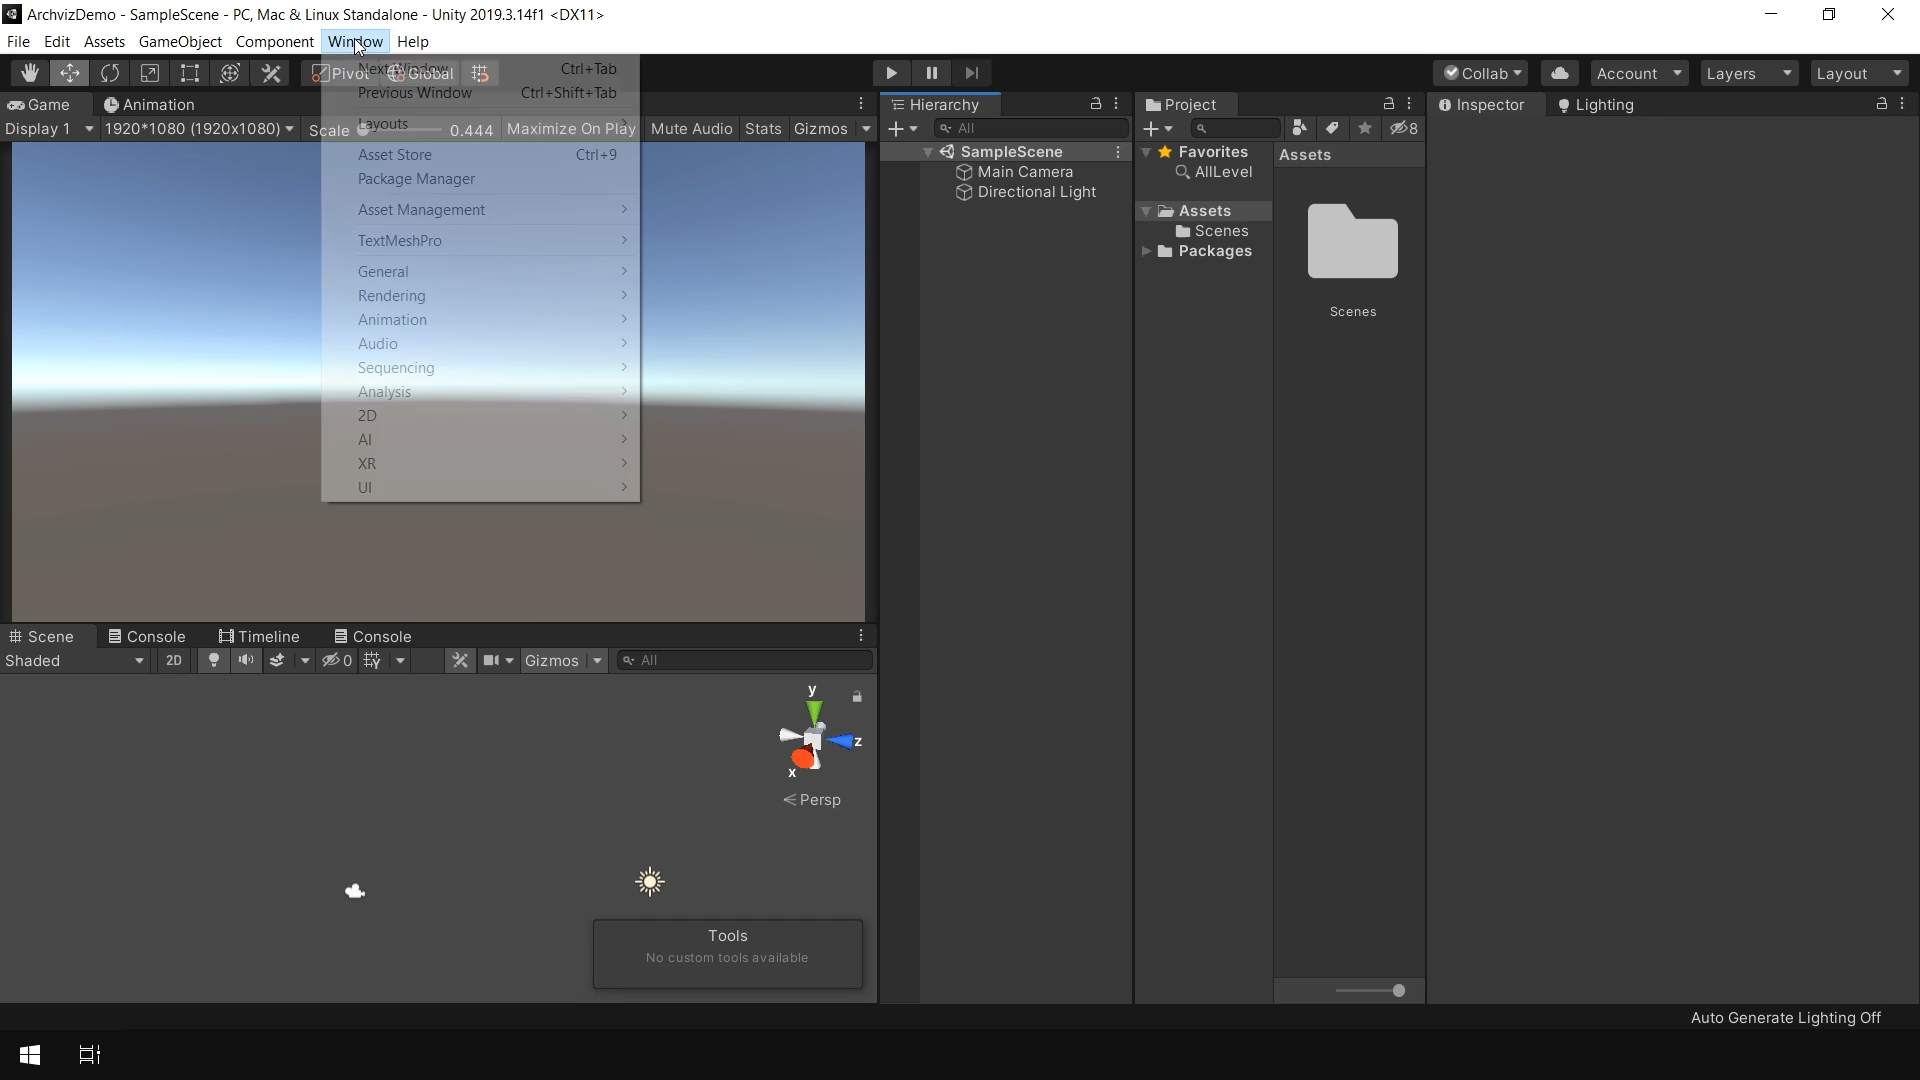 ArchvizDemo - SampleScene - PC, Mac & Linux Standalone - Unity 2019.3.14f1 <DX11>
File Edit Assets GameObject Component Window Help
Pivot Global
Collab Account Layers Layout
Next Window Ctrl+Tab
Previous Window Ctrl+Shift+Tab
Layouts
Asset Store Ctrl+9
Package Manager
Asset Management
TextMeshPro
General
Rendering
Animation
Audio
Sequencing
Analysis
2D
AI
XR
UI
Game Animation
Display 1 1920*1080 (1920x1080) Scale 0.444 Maximize On Play Mute Audio Stats Gizmos
Hierarchy
All
SampleScene
Main Camera
Directional Light
Project
8
Favorites
AllLevel
Assets
Scenes
Packages
Assets
Scenes
Inspector Lighting
Scene Console Timeline Console
Shaded 2D 0 Gizmos All
y
z
x
Persp
Tools
No custom tools available
Auto Generate Lighting Off